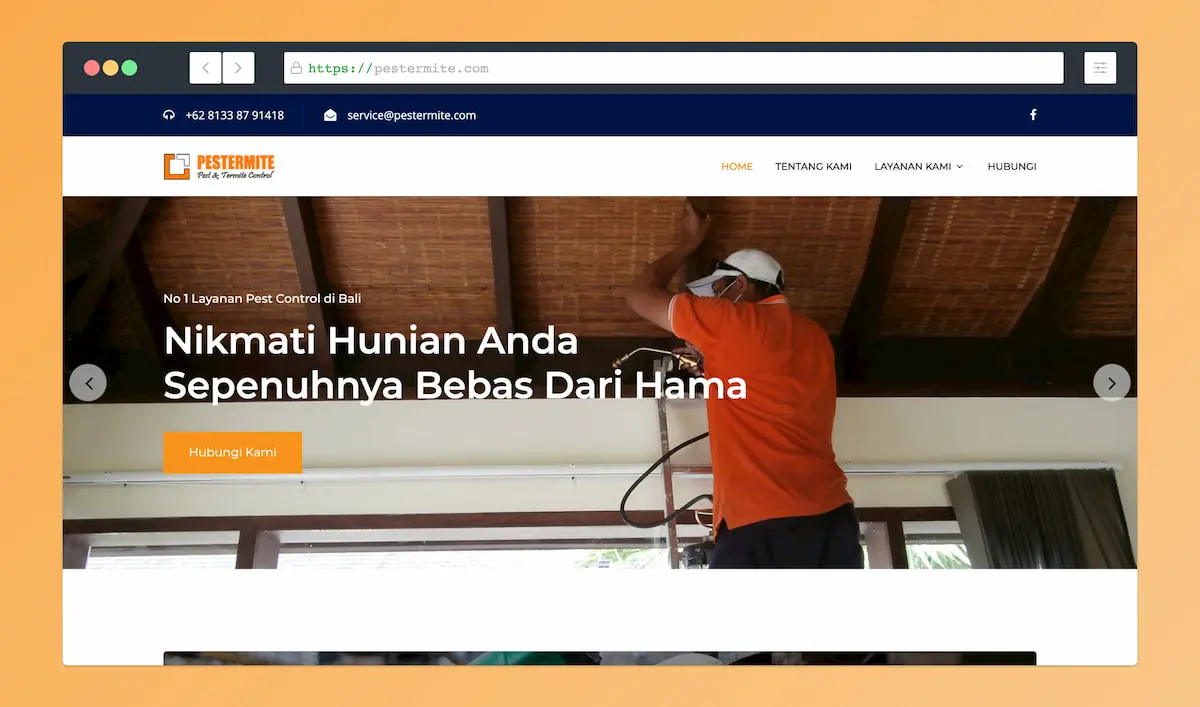 https://pestermite.com
+62 8133 87 91418
service@pestermite.com
PESTERMITE
Pest & Termite Control
HOME
TENTANG KAMI
LAYANAN KAMI
HUBUNGI
No 1 Layanan Pest Control di Bali
Nikmati Hunian Anda
Sepenuhnya Bebas Dari Hama
Hubungi Kami